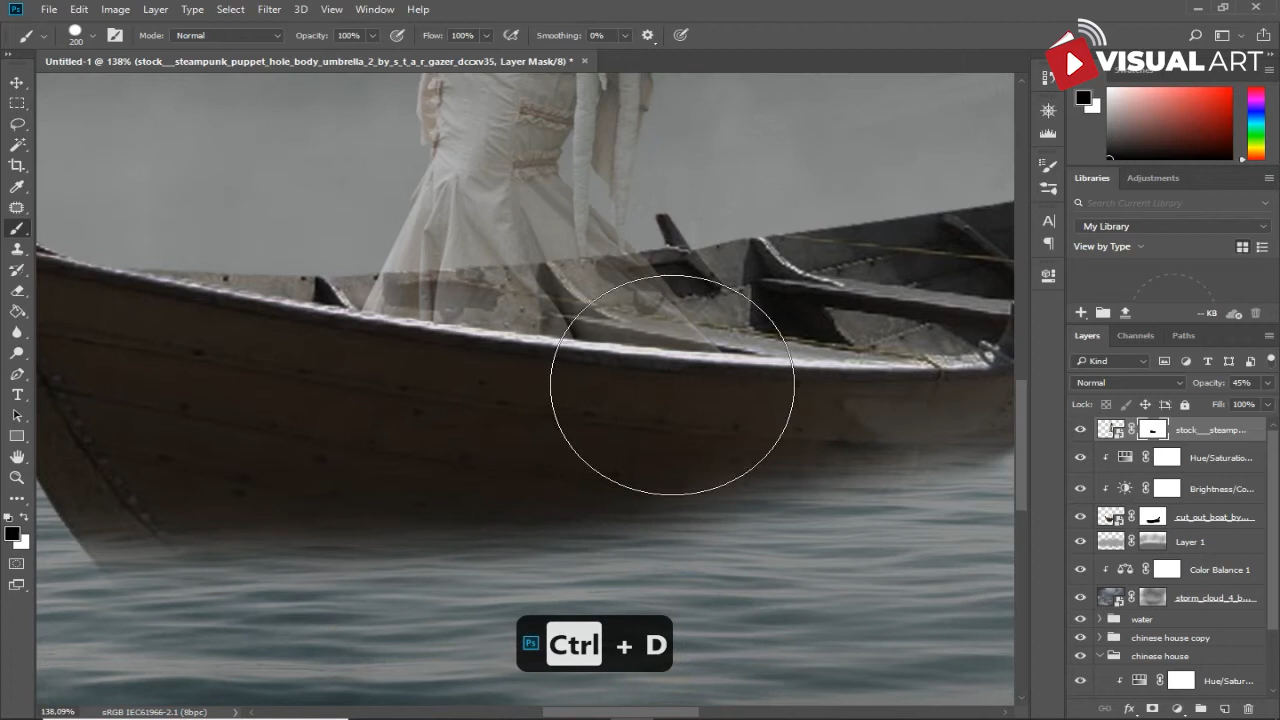 Ps File Edit Image Layer Type Select Filter 3D View Window Help
200 Mode: Normal Opacity: 100% Flow: 100% Smoothing: 0%
VISUAL ART
Untitled-1 @ 138% (stock___steampunk_puppet_hole_body_umbrella_2_by_s_t_a_r_gazer_dccxv35, Layer Mask/8) *
Libraries Adjustments
Search Current Library
My Library
View by Type
-- KB
Layers Channels Paths
Kind
Normal Opacity: 45%
Lock: Fill: 100%
stock___steamp...
Hue/Saturatio...
Brightness/Co...
cut_out_boat_by...
Layer 1
Color Balance 1
storm_cloud_4_b...
water
chinese house copy
chinese house
Hue/Satur...
Ps Ctrl + D
138.09% sRGB IEC61966-2.1 (8bpc)